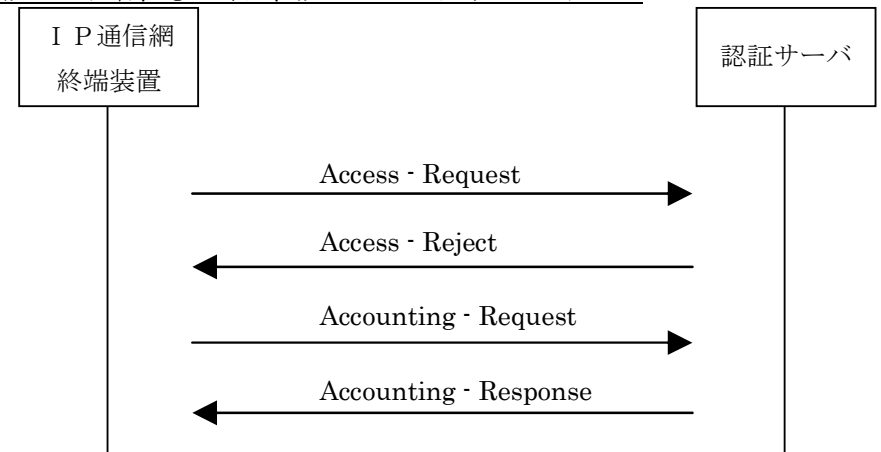 ＩＰ通信網
終端装置
認証サーバ
Access - Request
Access - Reject
Accounting - Request
Accounting - Response